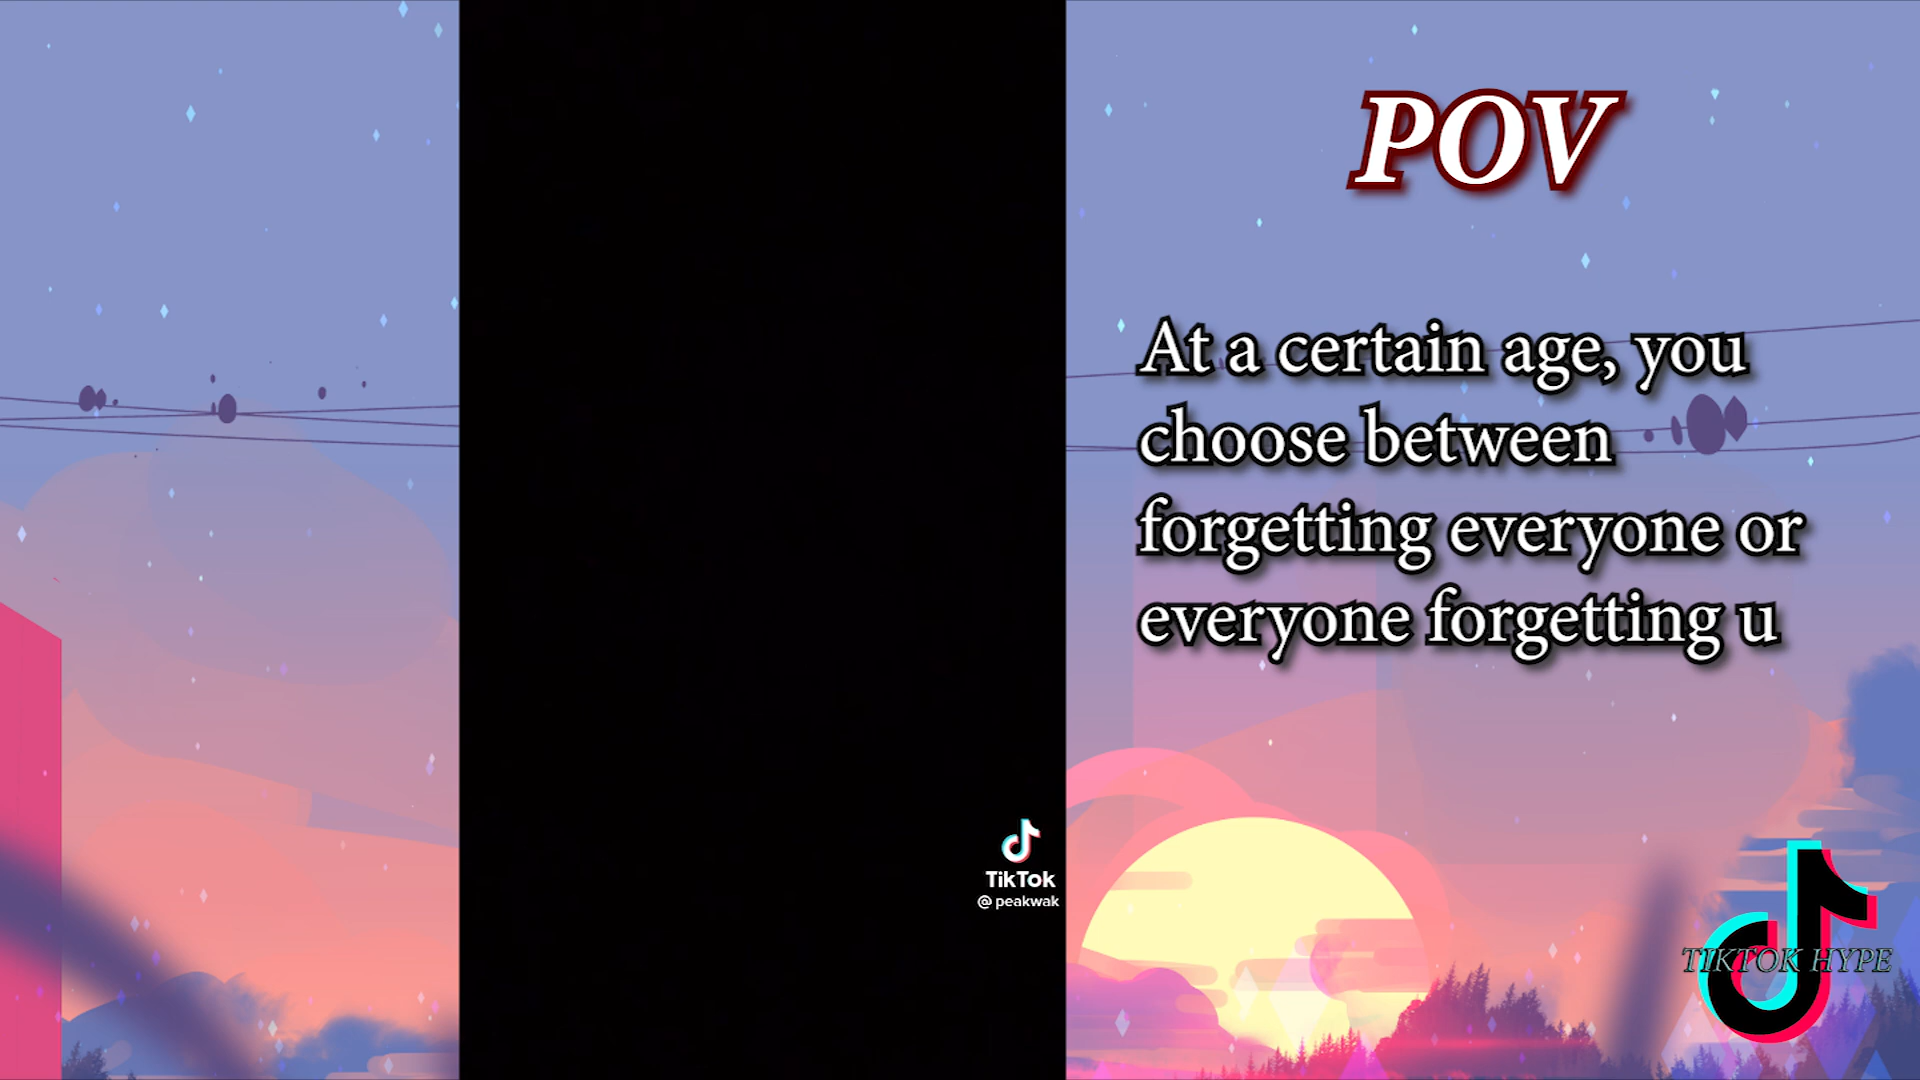 POV
At a certain age, you
choose between
forgetting everyone or
everyone forgetting u
TikTok
@ peakwak
TIKTOK HYPE